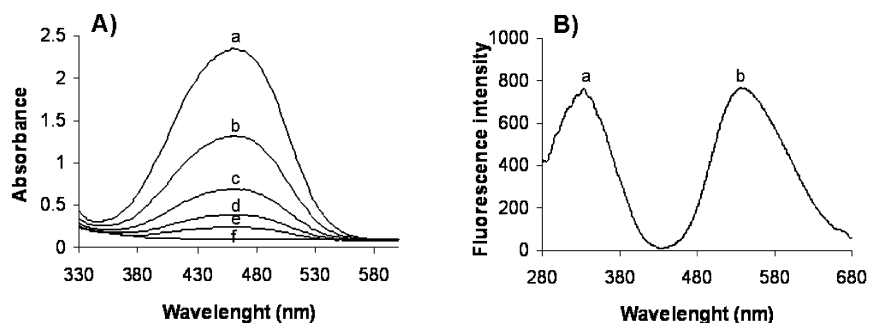 A)
a
b
c
d
e
f
2.5
2
1.5
1
0.5
0
Absorbance
330 380 430 480 530 580
Wavelenght (nm)
B)
a
b
1000
800
600
400
200
0
Fluorescence intensity
280 380 480 580 680
Wavelenght (nm)